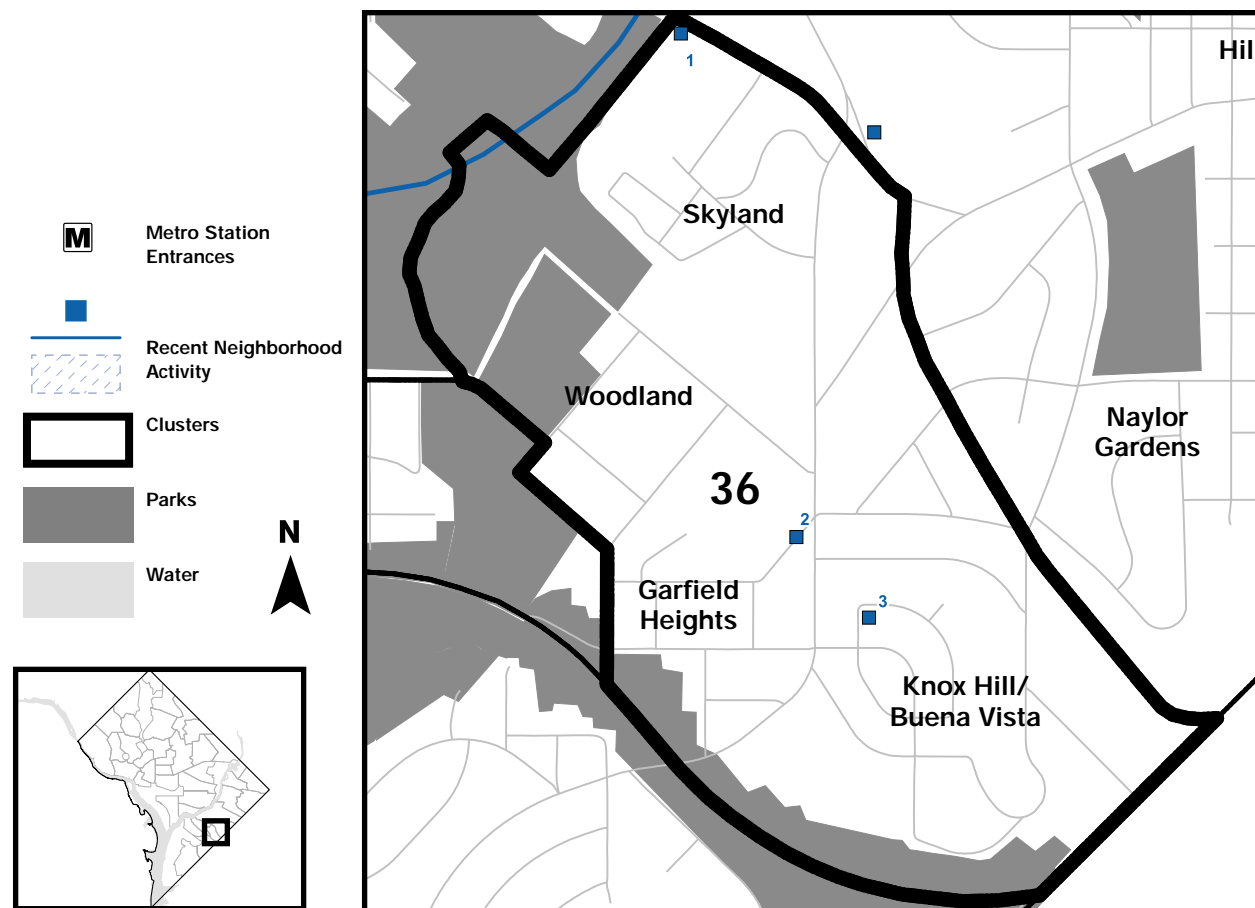 M
Metro Station
Entrances
Recent Neighborhood
Activity
Clusters
Parks
Water
N
Hil
1
Skyland
Woodland
Naylor
Gardens
36
2
Garfield
Heights
3
Knox Hill/
Buena Vista